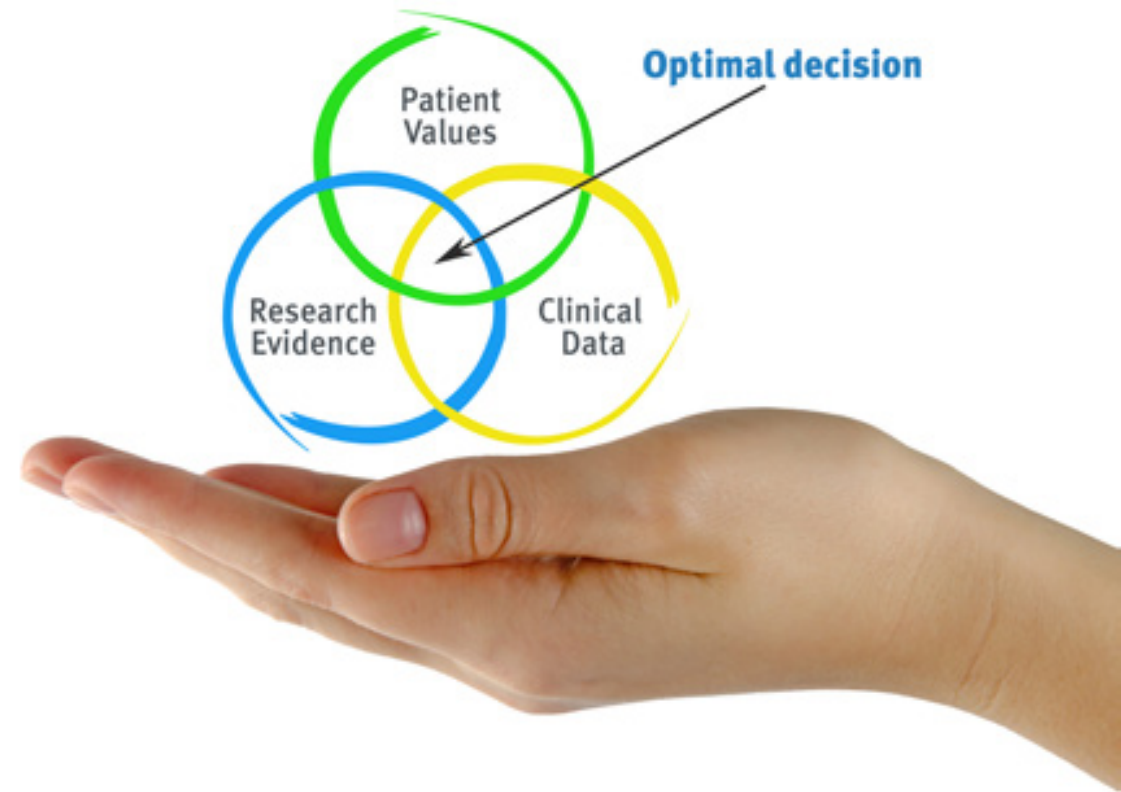 Optimal decision
Patient
Values
Research
Evidence
Clinical
Data